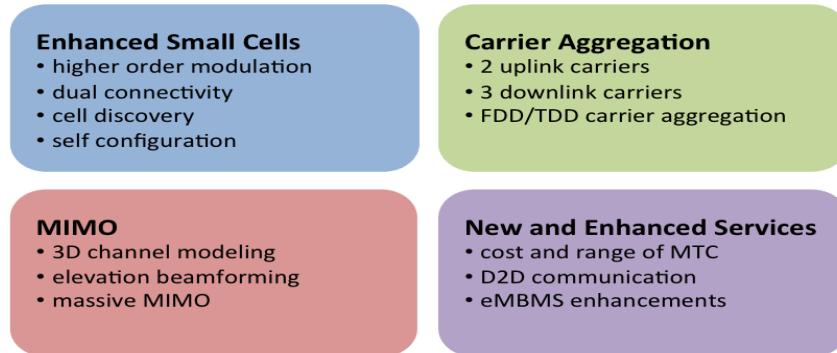 Enhanced Small Cells
• higher order modulation
• dual connectivity
• cell discovery
• self configuration
Carrier Aggregation
• 2 uplink carriers
• 3 downlink carriers
• FDD/TDD carrier aggregation
MIMO
• 3D channel modeling
• elevation beamforming
• massive MIMO
New and Enhanced Services
• cost and range of MTC
• D2D communication
• eMBMS enhancements